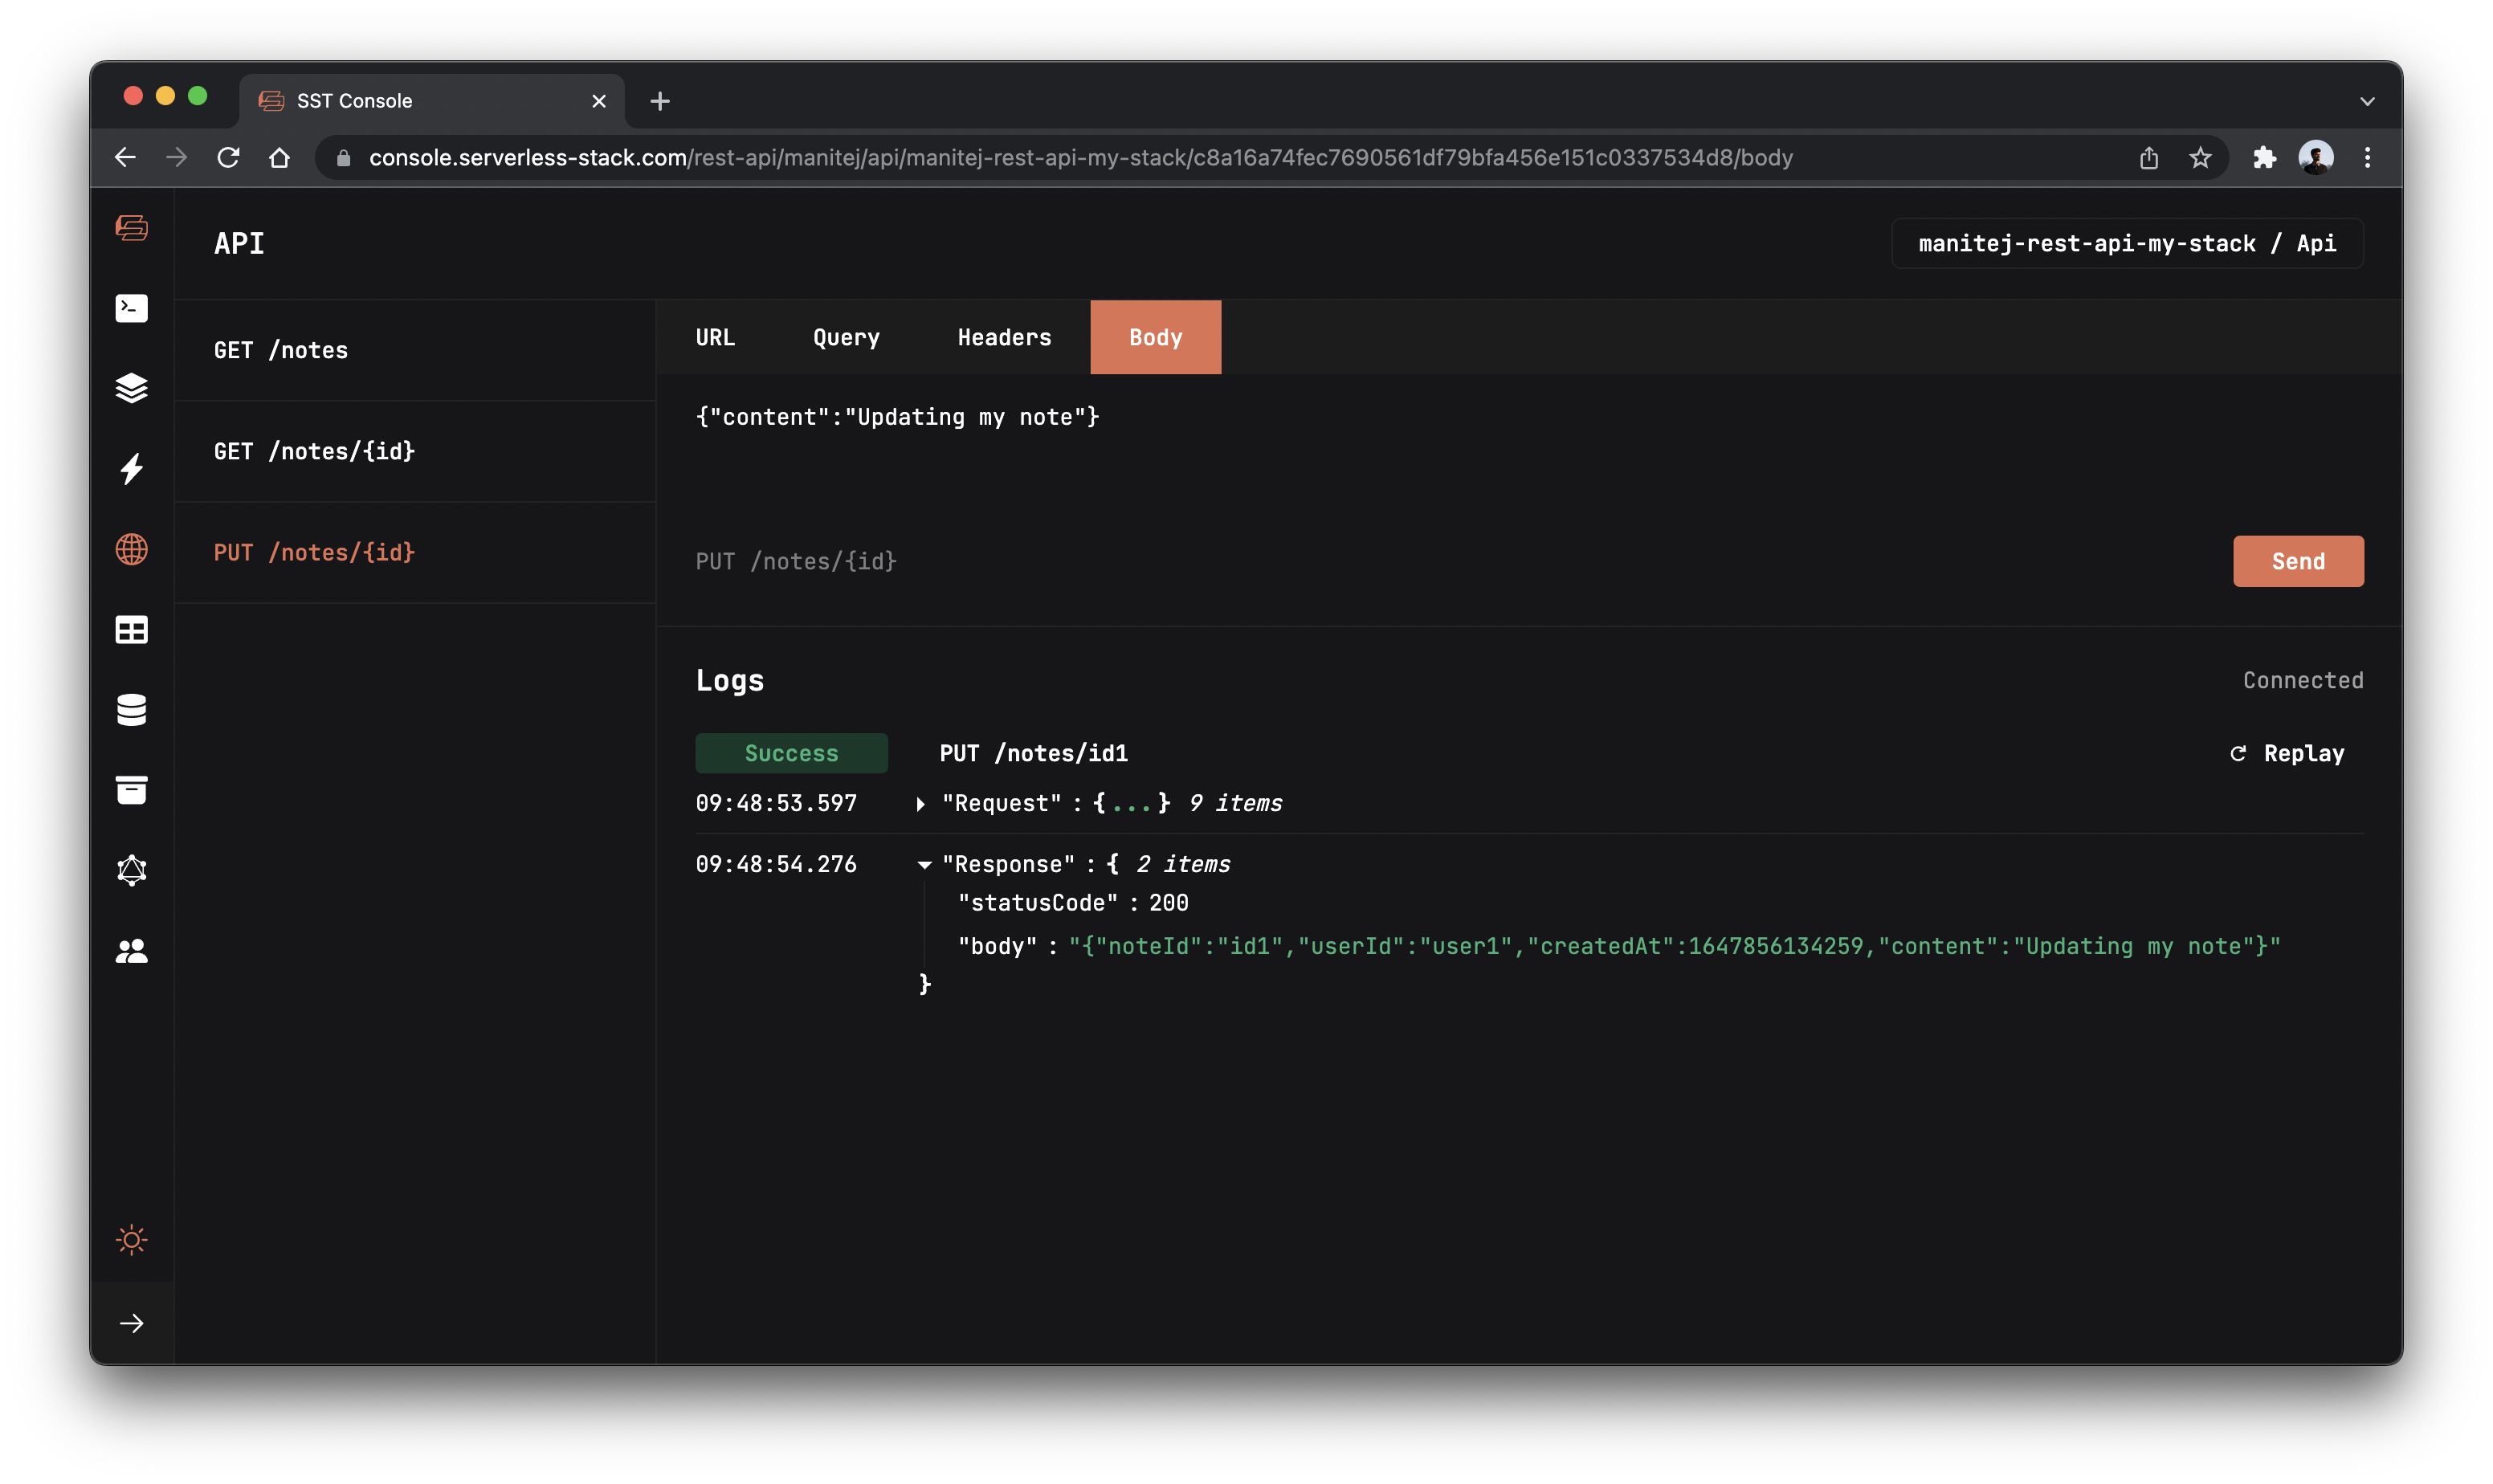 SST Console
console.serverless-stack.com/rest-api/manitej/api/manitej-rest-api-my-stack/c8a16a74fec7690561df79bfa456e151c0337534d8/body
API
manitej-rest-api-my-stack / Api
GET /notes
GET /notes/{id}
PUT /notes/{id}
URL Query Headers Body
{"content":"Updating my note"}
PUT /notes/{id}
Send
Logs
Connected
Success PUT /notes/id1 Replay
09:48:53.597 "Request" : {...} 9 items
09:48:54.276 "Response" : { 2 items
"statusCode" : 200
"body" : "{"noteId":"id1","userId":"user1","createdAt":1647856134259,"content":"Updating my note"}"
}